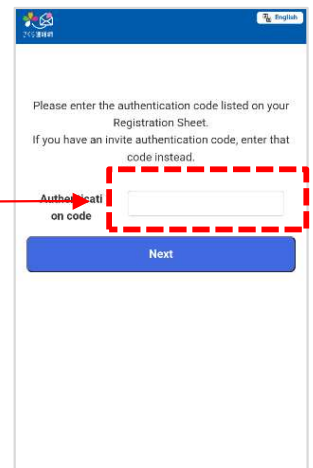 English
さくら連絡網
Please enter the authentication code listed on your
Registration Sheet.
If you have an invite authentication code, enter that
code instead.
Authenticati
on code
Next